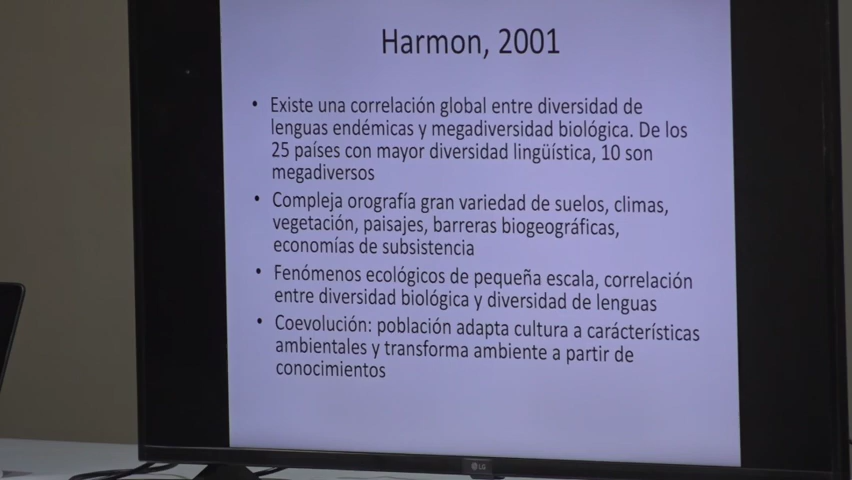 Harmon, 2001
• Existe una correlación global entre diversidad de
lenguas endémicas y megadiversidad biológica. De los
25 países con mayor diversidad lingüística, 10 son
megadiversos
• Compleja orografía gran variedad de suelos, climas,
vegetación, paisajes, barreras biogeográficas,
economías de subsistencia
• Fenómenos ecológicos de pequeña escala, correlación
entre diversidad biológica y diversidad de lenguas
• Coevolución: población adapta cultura a carácterísticas
ambientales y transforma ambiente a partir de
conocimientos
LG